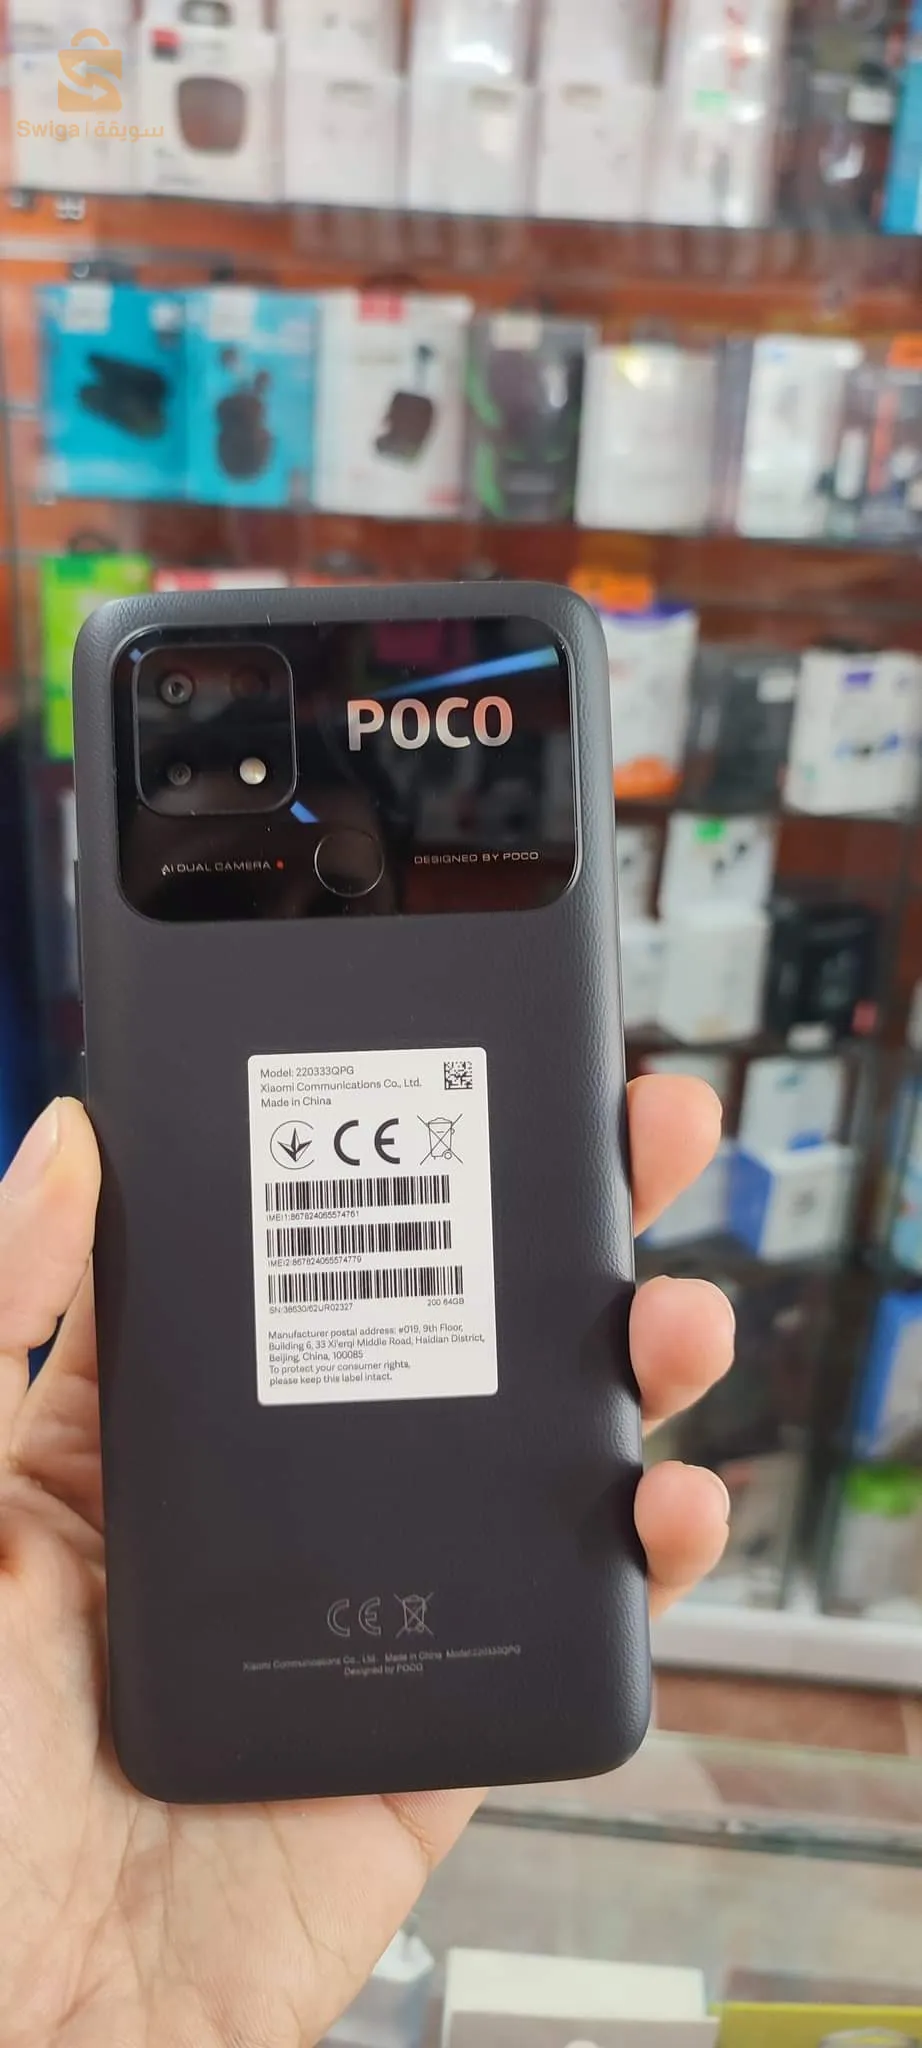 Swiga | سويقة
POCO
AI DUAL CAMERA
DESIGNED BY POCO
Model: 220333QPG
Xiaomi Communications Co., Ltd.
Made in China
CE
IMEI1:867824065574761
IMEI2:867824065574779
SN:38630/62UR02327
200 64GB
Manufacturer postal address: #019, 9th Floor,
Building 6, 33 Xi'erqi Middle Road, Haidian District,
Beijing, China, 100085
To protect your consumer rights,
please keep this label intact.
CE
Xiaomi Communications Co., Ltd. Made in China Model:220333QPG
Designed by POCO